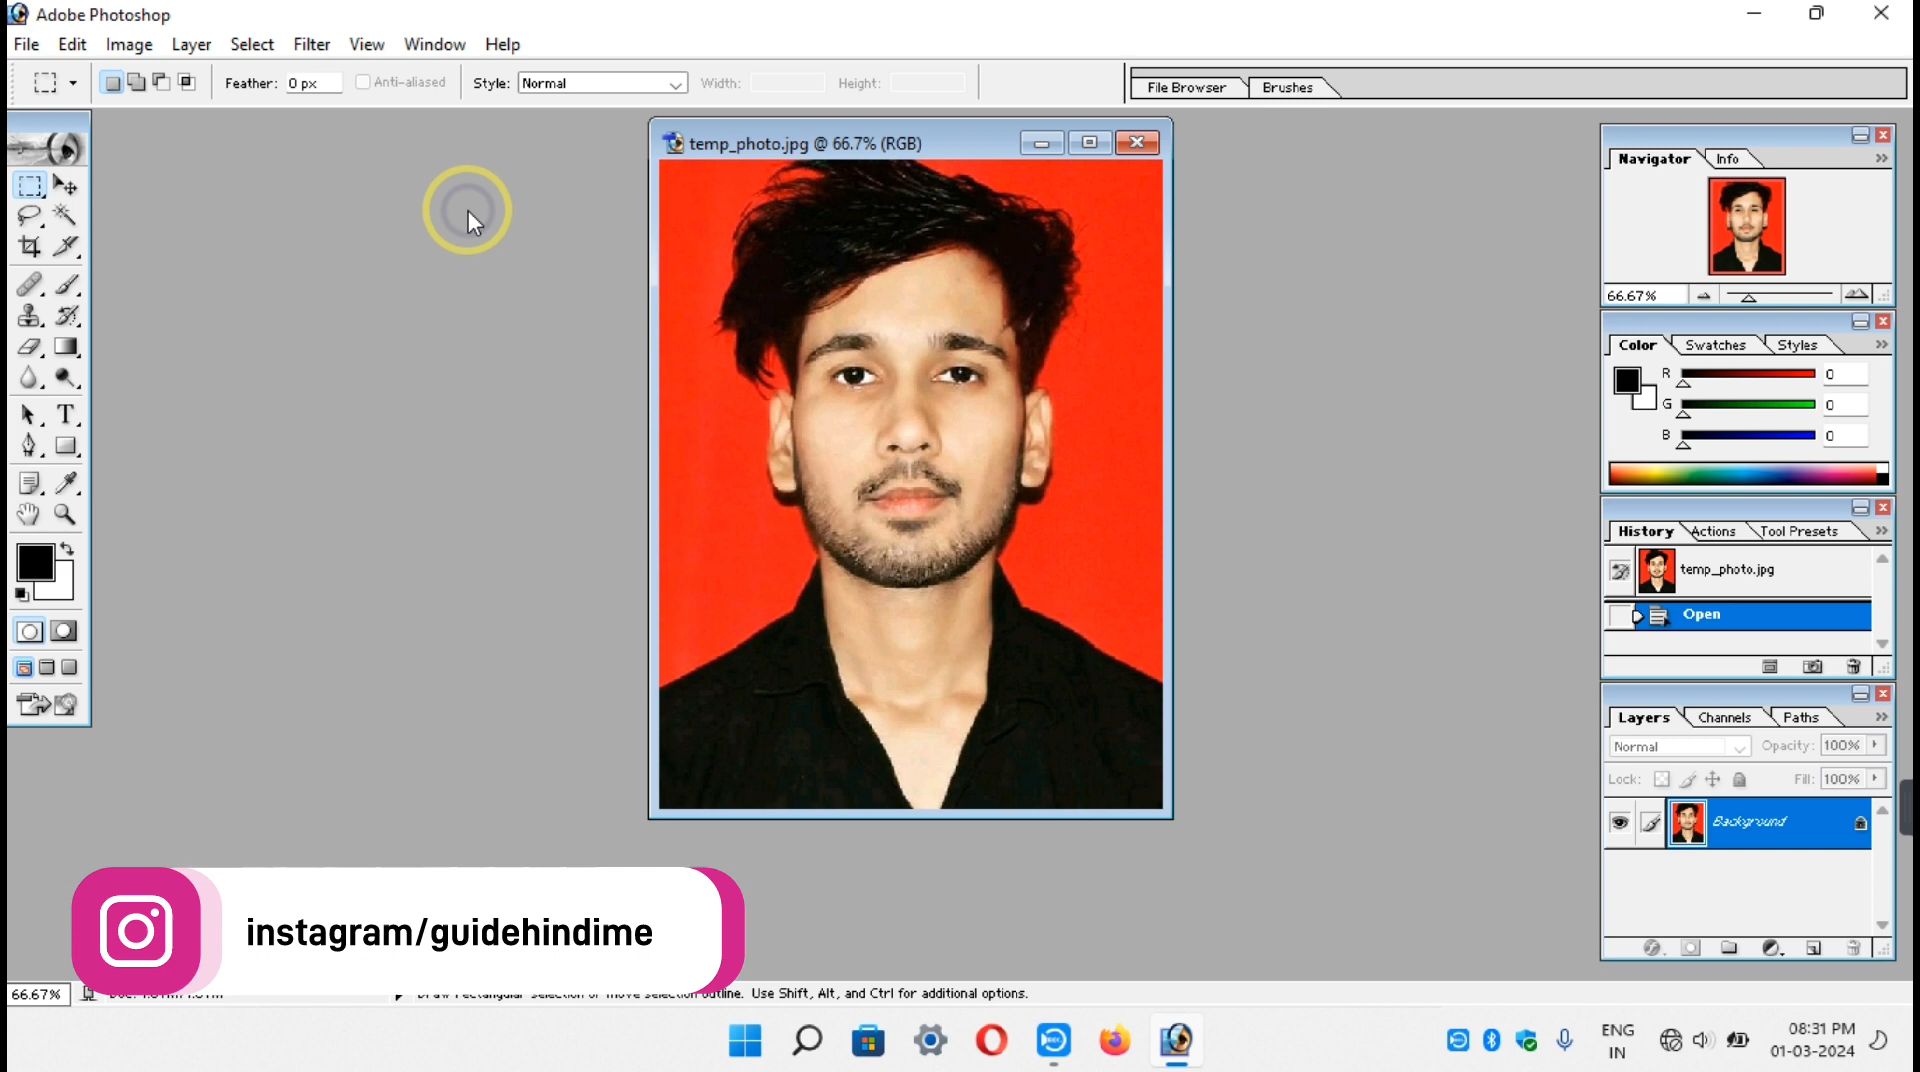 Adobe Photoshop
File Edit Image Layer Select Filter View Window Help
Feather: 0 px Anti-aliased Style: Normal Width: Height: File Browser Brushes
temp_photo.jpg @ 66.7% (RGB)
Navigator Info
66.67%
Color Swatches Styles
R 0
G 0
B 0
History Actions Tool Presets
temp_photo.jpg
Open
Layers Channels Paths
Normal Opacity: 100%
Lock: Fill: 100%
Background
instagram/guidehindime
66.67% Draw rectangular selection or move selection outline. Use Shift, Alt, and Ctrl for additional options.
ENG
IN
08:31 PM
01-03-2024